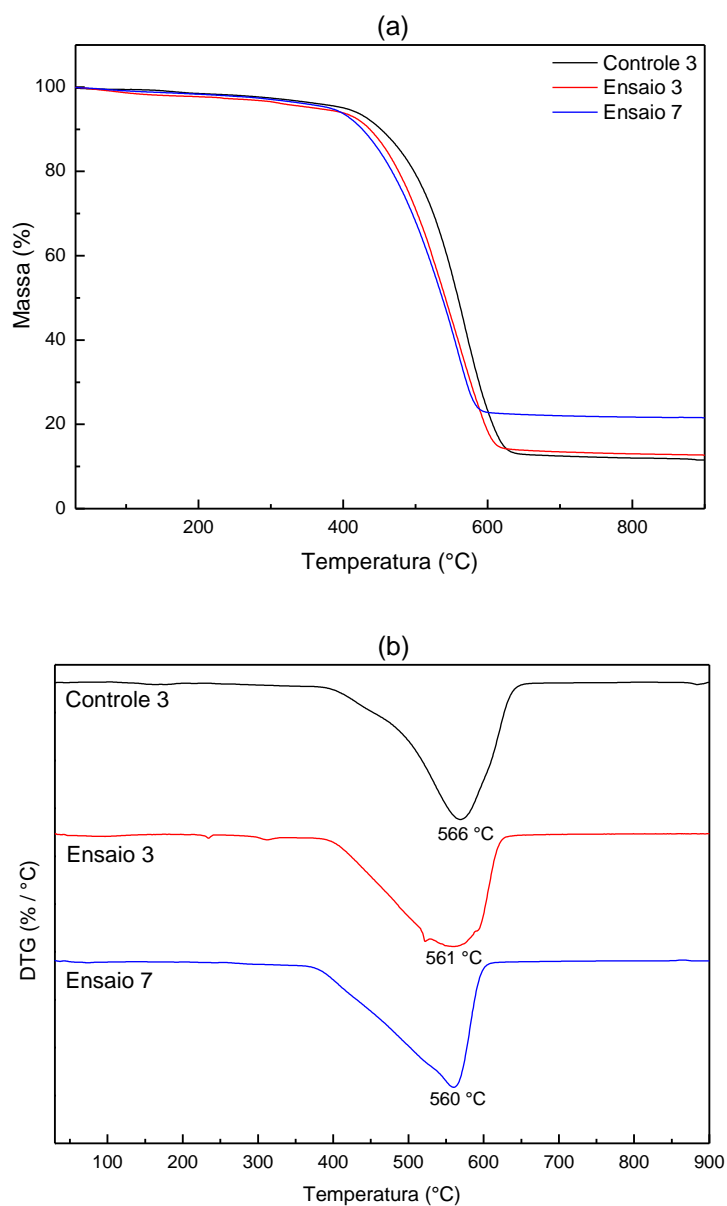 (a)
Controle 3
Ensaio 3
Ensaio 7
100
80
60
40
20
0
Massa (%)
200 400 600 800
Temperatura (°C)
(b)
Controle 3
566 °C
Ensaio 3
561 °C
Ensaio 7
560 °C
DTG (% / °C)
100 200 300 400 500 600 700 800 900
Temperatura (°C)